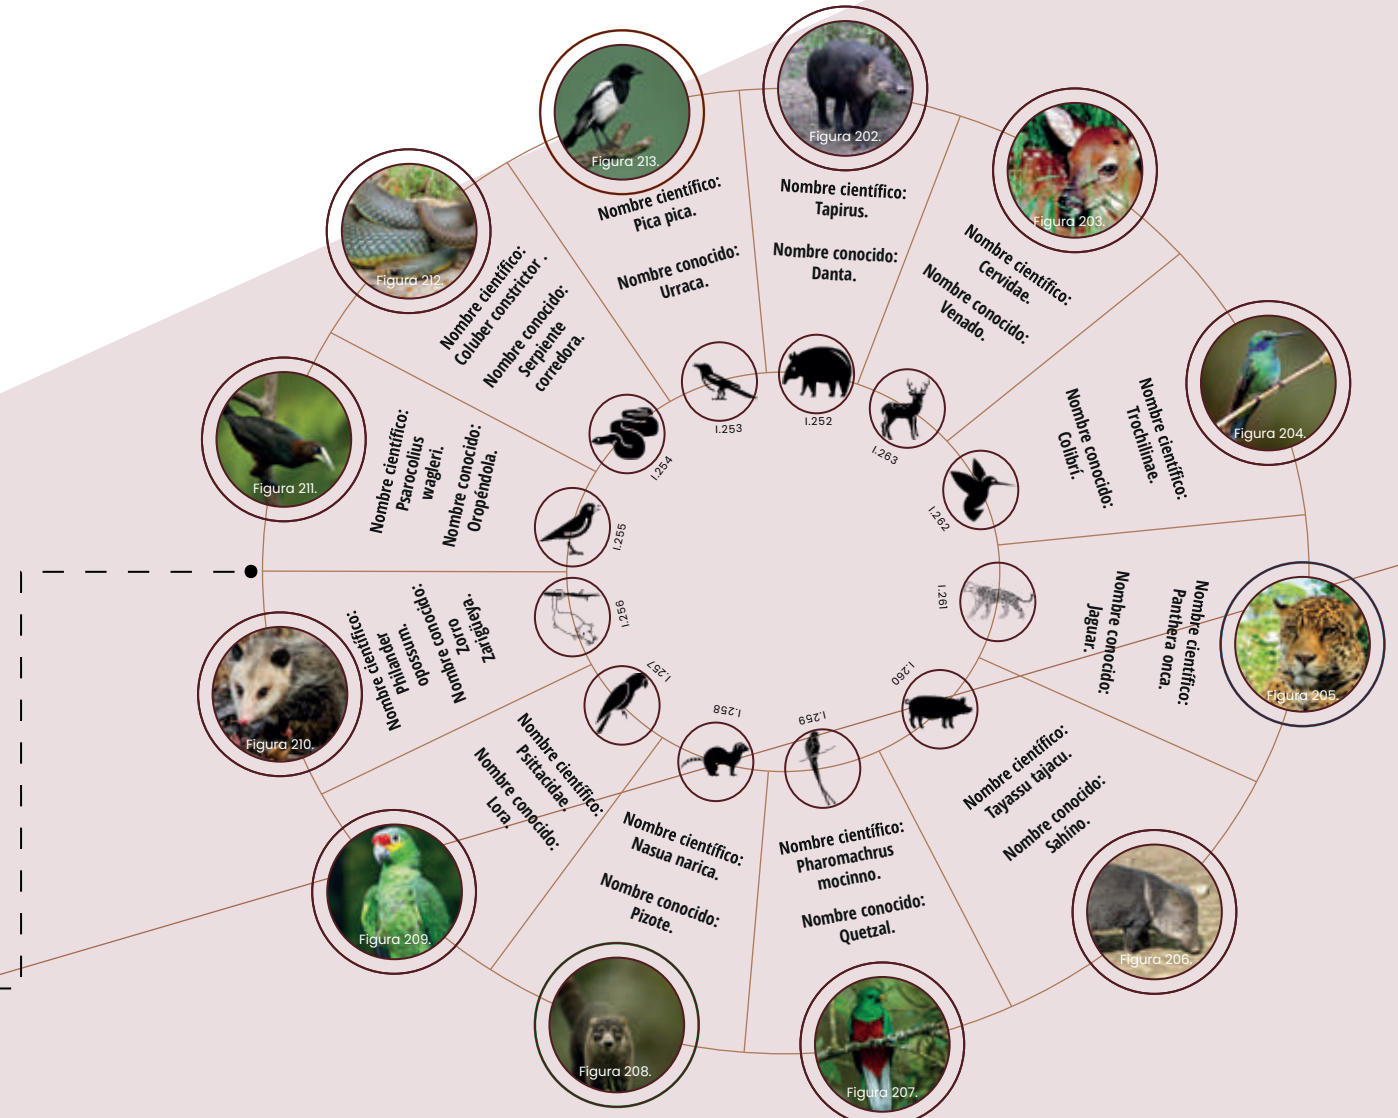 Figura 202.
Nombre científico:
Tapirus.
Nombre conocido:
Danta.
I.252
Figura 203.
Nombre científico:
Cervidae.
Nombre conocido:
Venado.
I.263
Figura 204.
Nombre científico:
Trochilinae.
Nombre conocido:
Colibrí.
I.262
Figura 205.
Nombre científico:
Panthera onca.
Nombre conocido:
Jaguar.
I.261
Figura 206.
Nombre científico:
Tayassu tajacu.
Nombre conocido:
Sahíno.
I.260
Figura 207.
Nombre científico:
Pharomachrus
mocinno.
Nombre conocido:
Quetzal.
I.259
Figura 208.
Nombre científico:
Nasua narica.
Nombre conocido:
Pizote.
I.258
Figura 209.
Nombre científico:
Psittacidae.
Nombre conocido:
Lora.
I.257
Figura 210.
Nombre científico:
Philander
opossum.
Nombre conocido:
Zorro
Zarigüeya.
I.256
Figura 211.
Nombre científico:
Psarocolius
wagleri.
Nombre conocido:
Oropéndola.
I.255
Figura 212.
Nombre científico:
Coluber constrictor .
Nombre conocido:
Serpiente
corredora.
I.254
Figura 213.
Nombre científico:
Pica pica.
Nombre conocido:
Urraca.
I.253